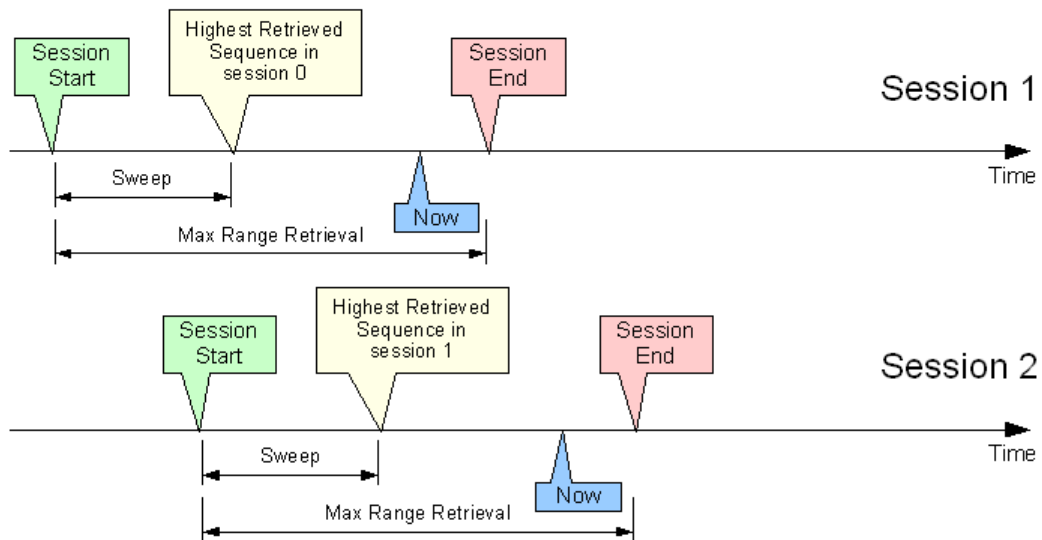 Highest Retrieved
Sequence in
session 0
Session
Start
Session
End
Session 1
Time
Sweep
Now
Max Range Retrieval
Highest Retrieved
Sequence in
session 1
Session
Start
Session
End
Session 2
Time
Sweep
Now
Max Range Retrieval